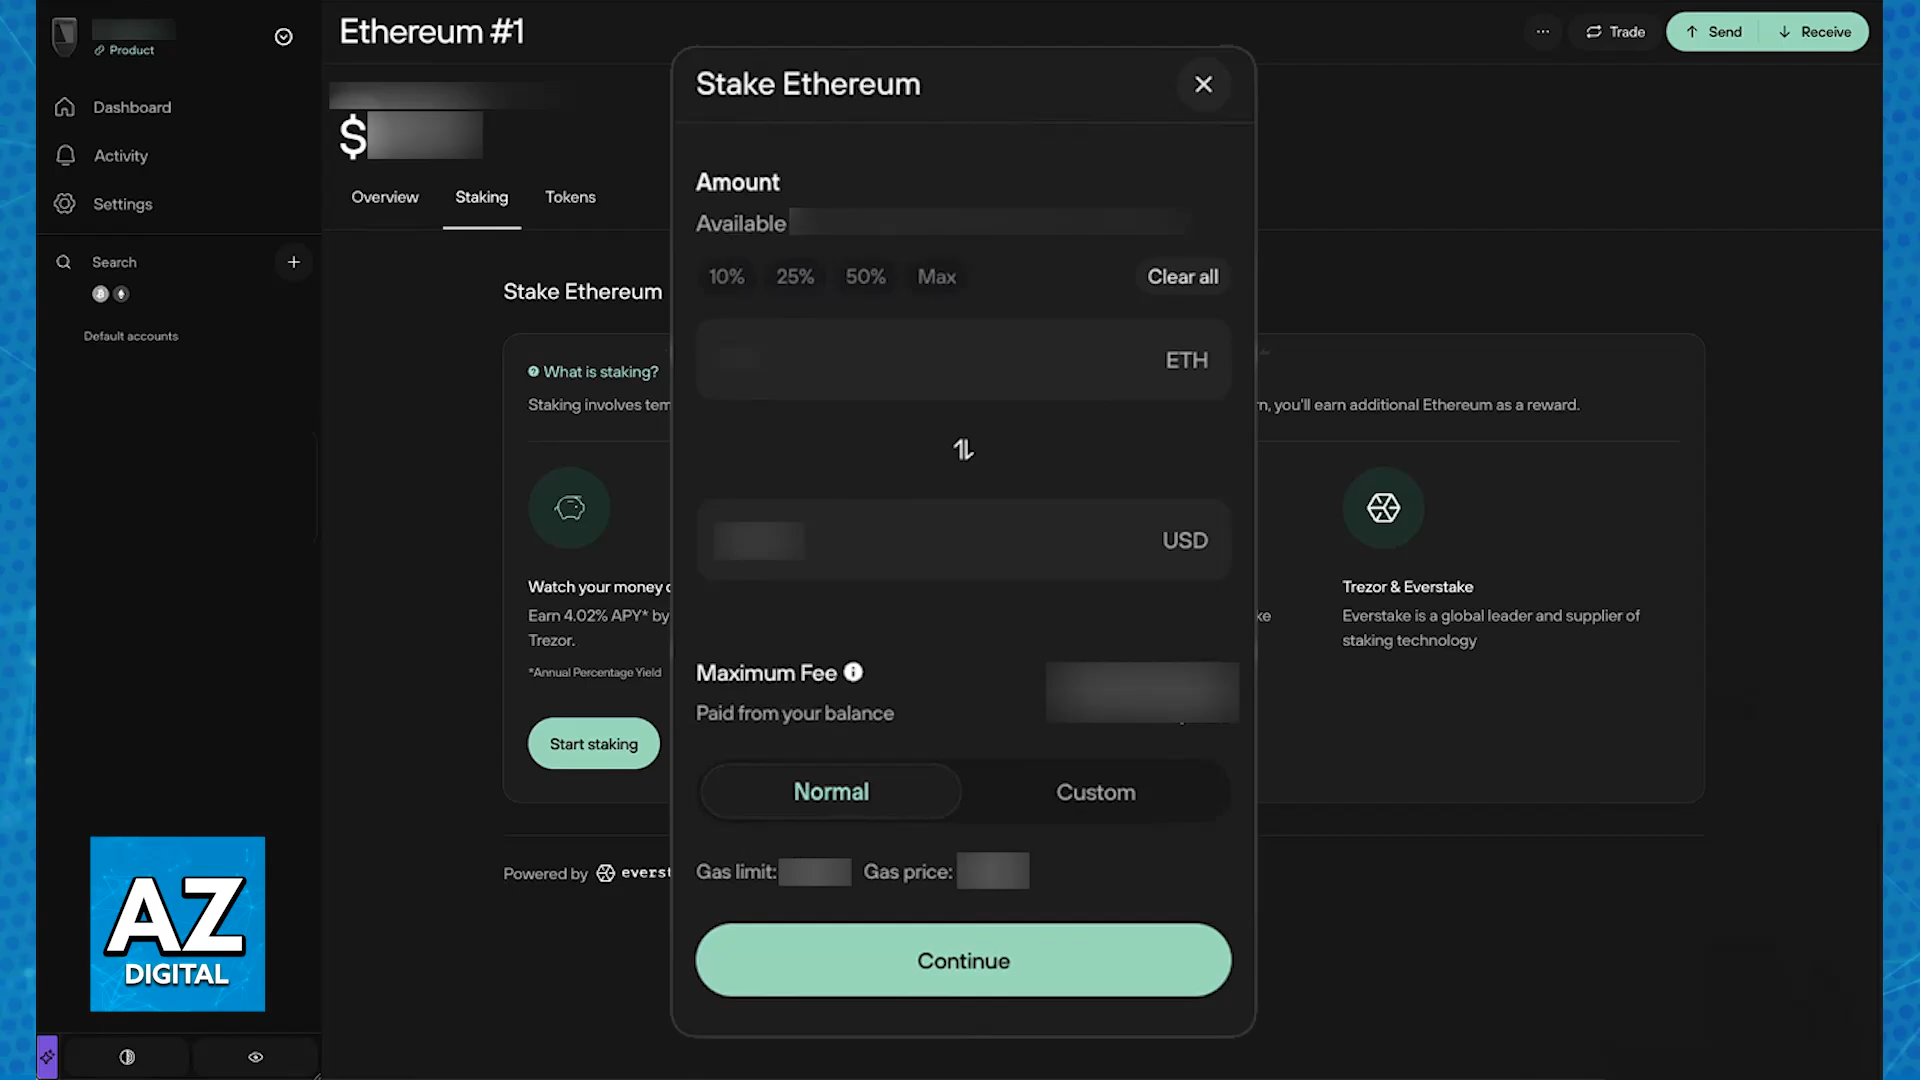 Product
Dashboard
Activity
Settings
Search
Default accounts
Ethereum #1
Trade
Send
Receive
$
Overview
Staking
Tokens
Stake Ethereum
What is staking?
Staking involves
n, you'll earn additional Ethereum as a reward.
Watch your money
Earn 4.02% APY* by
Trezor.
*Annual Percentage Yield
Start staking
Trezor & Everstake
Everstake is a global leader and supplier of
staking technology
Powered by
Stake Ethereum
Amount
Available
10%
25%
50%
Max
Clear all
ETH
USD
Maximum Fee
Paid from your balance
Normal
Custom
Gas limit:
Gas price:
Continue
AZ
DIGITAL